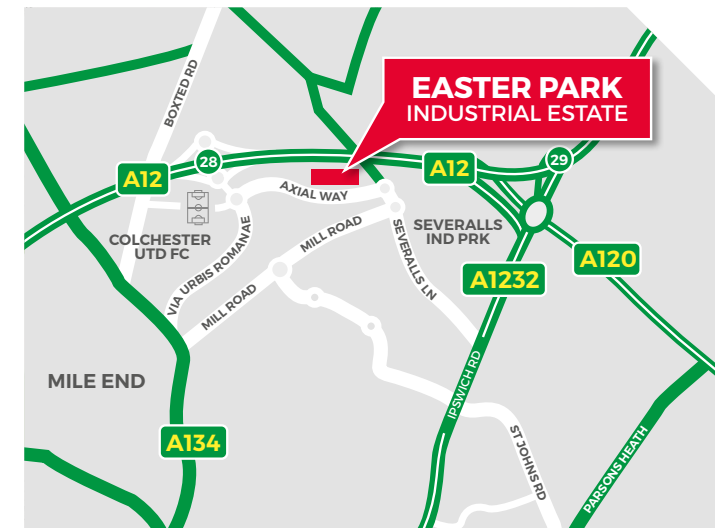 BOXTED RD
EASTER PARK
INDUSTRIAL ESTATE
28
29
A12
A12
AXIAL WAY
COLCHESTER
UTD FC
VIA URBIS ROMANAE
MILL ROAD
SEVERALLS
IND PRK
SEVERALLS LN
A120
A1232
MILL ROAD
MILE END
IPSWICH RD
A134
ST JOHNS RD
PARSONS HEATH